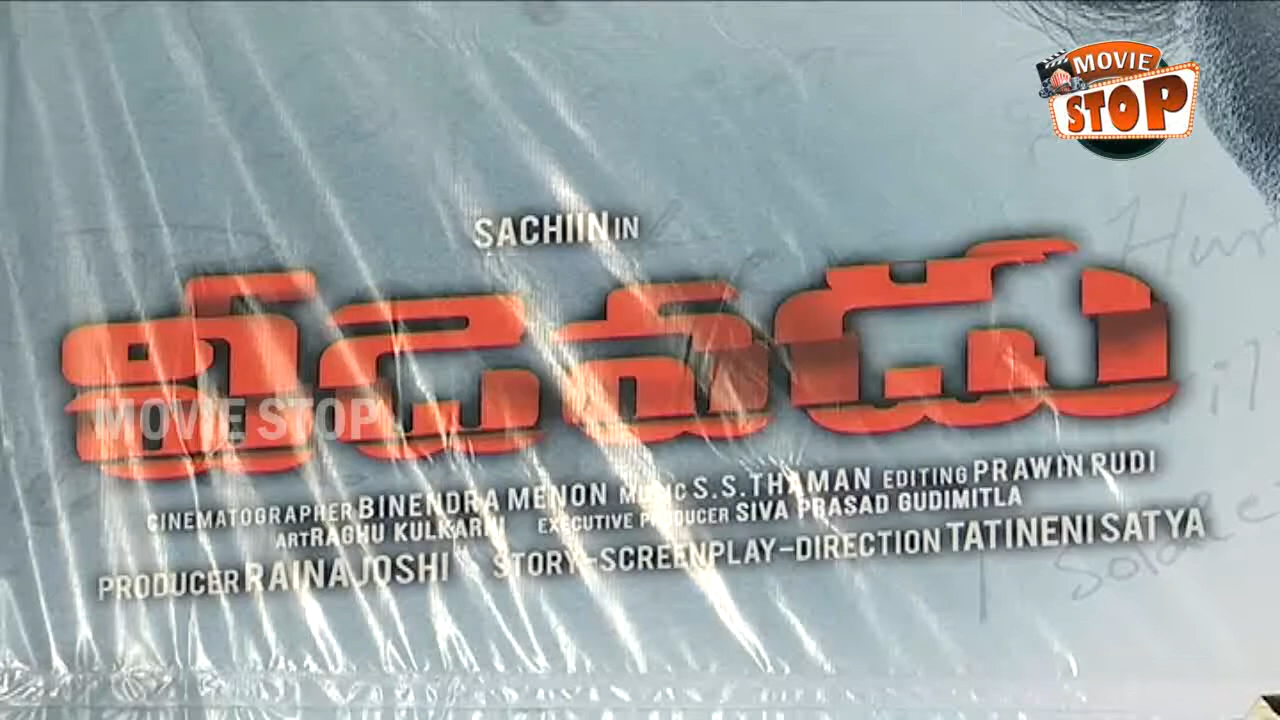 MOVIE
STOP
SACHIIN IN
వీడెవడు
MOVIE STOP
CINEMATOGRAPHER BINENDRA MENON MUSIC S.S.THAMAN EDITING PRAWIN RUDI
ART RAGHU KULKARNI EXECUTIVE PRODUCER SIVA PRASAD GUDIMITLA
PRODUCER RAINA JOSHI STORY-SCREENPLAY-DIRECTION TATINENI SATYA